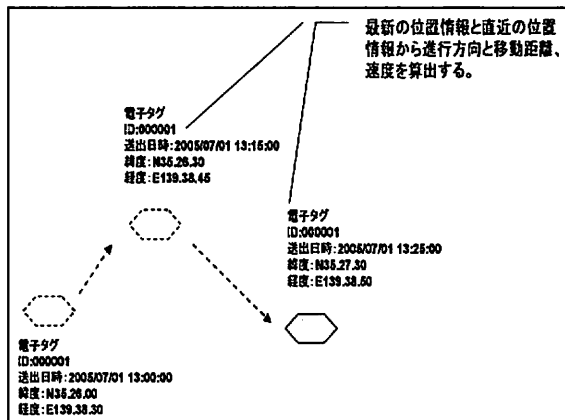 最新の位置情報と直近の位置
情報から進行方向と移動距離、
速度を算出する。
電子タグ
ID:000001
送出日時:2005/07/01 13:15:00
緯度:N35.26.30
経度:E139.38.45
電子タグ
ID:000001
送出日時:2005/07/01 13:25:00
緯度:N35.27.30
経度:E139.38.50
電子タグ
ID:000001
送出日時:2005/07/01 13:00:00
緯度:N35.26.00
経度:E139.38.30